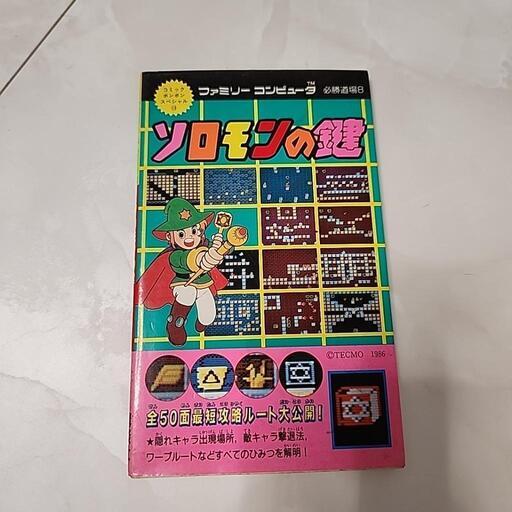 コミック
ボンボン
スペシャル
ファミリー コンピュータ™ 必勝道場8
ソロモンの鍵
©TECMO 1986
全50面最短攻略ルート大公開!
★隠れキャラ出現場所,敵キャラ撃退法,
ワープルートなどすべてのひみつを解明!